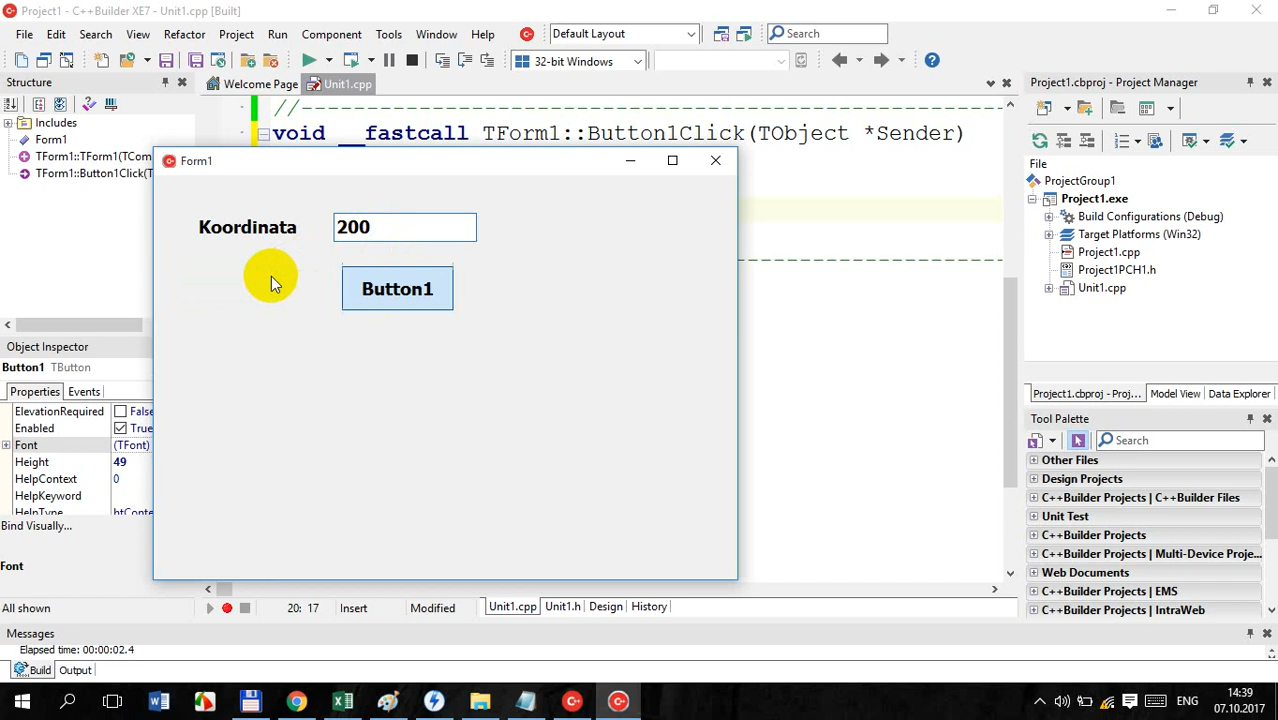 Project1 - C++Builder XE7 - Unit1.cpp [Built]
File Edit Search View Refactor Project Run Component Tools Window Help
Default Layout
Search
32-bit Windows
Structure
Welcome Page
Unit1.cpp
Project1.cbproj - Project Manager
Includes
Form1
TForm1::TForm1(TCom
TForm1::Button1Click(T
//------------------------------------------------
void __fastcall TForm1::Button1Click(TObject *Sender)
Form1
Koordinata
200
Button1
File
ProjectGroup1
Project1.exe
Build Configurations (Debug)
Target Platforms (Win32)
Project1.cpp
Project1PCH1.h
Unit1.cpp
Object Inspector
Button1 TButton
Properties Events
ElevationRequired False
Enabled True
Font (TFont)
Height 49
HelpContext 0
HelpKeyword
HelpType htConte
Bind Visually...
Font
All shown
Project1.cbproj - Proj... Model View Data Explorer
Tool Palette
Search
Other Files
Design Projects
C++Builder Projects | C++Builder Files
Unit Test
C++Builder Projects
C++Builder Projects | Multi-Device Proje...
Web Documents
C++Builder Projects | EMS
C++Builder Projects | IntraWeb
20: 17 Insert Modified Unit1.cpp Unit1.h Design History
Messages
Elapsed time: 00:00:02.4
Build Output
ENG
14:39
07.10.2017